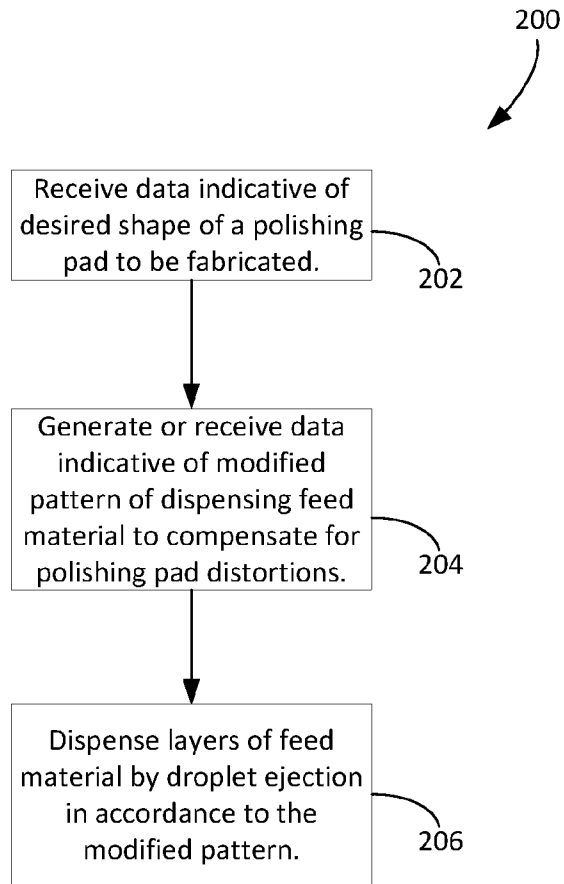 200
Receive data indicative of
desired shape of a polishing
pad to be fabricated.
202
Generate or receive data
indicative of modified
pattern of dispensing feed
material to compensate for
polishing pad distortions.
204
Dispense layers of feed
material by droplet ejection
in accordance to the
modified pattern.
206